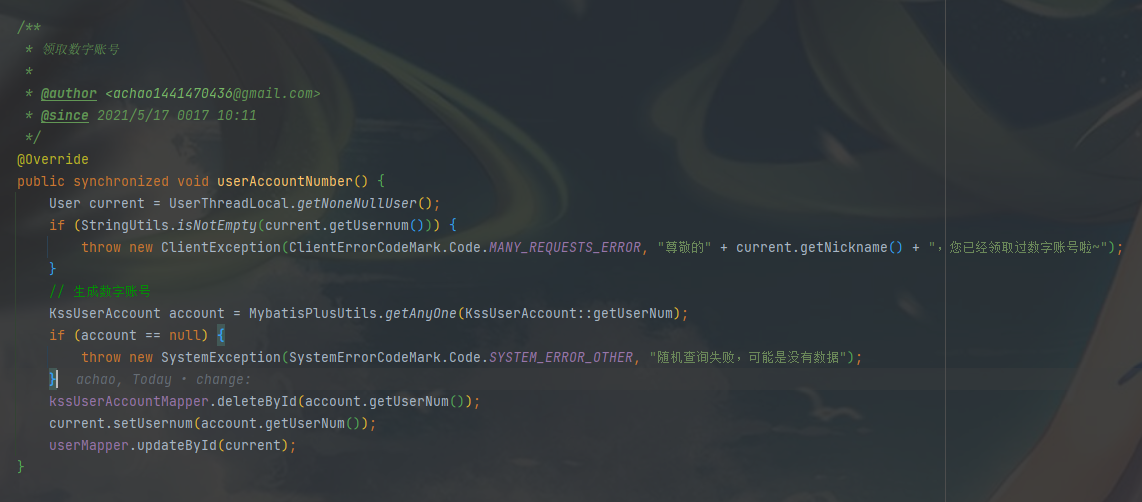 /**
 * 领取数字账号
 *
 * @author <achao1441470436@gmail.com>
 * @since 2021/5/17 0017 10:11
 */
@Override
public synchronized void userAccountNumber() {
    User current = UserThreadLocal.getNoneNullUser();
    if (StringUtils.isNotEmpty(current.getUsernum())) {
        throw new ClientException(ClientErrorCodeMark.Code.MANY_REQUESTS_ERROR, "尊敬的" + current.getNickname() + "，您已经领取过数字账号啦~");
    }
    // 生成数字账号
    KssUserAccount account = MybatisPlusUtils.getAnyOne(KssUserAccount::getUserNum);
    if (account == null) {
        throw new SystemException(SystemErrorCodeMark.Code.SYSTEM_ERROR_OTHER, "随机查询失败，可能是没有数据");
    } achao, Today • change:
    kssUserAccountMapper.deleteById(account.getUserNum());
    current.setUsernum(account.getUserNum());
    userMapper.updateById(current);
}